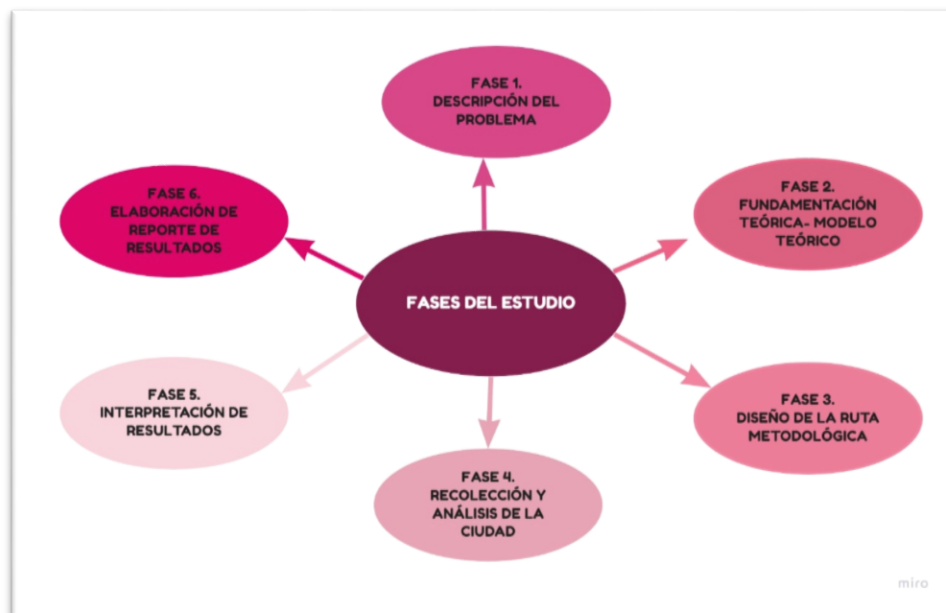 FASE 1.
DESCRIPCIÓN DEL
PROBLEMA
FASE 2.
FUNDAMENTACIÓN
TEÓRICA- MODELO
TEÓRICO
FASE 3.
DISEÑO DE LA RUTA
METODOLÓGICA
FASE 4.
RECOLECCIÓN Y
ANÁLISIS DE LA
CIUDAD
FASE 5.
INTERPRETACIÓN DE
RESULTADOS
FASE 6.
ELABORACIÓN DE
REPORTE DE
RESULTADOS
FASES DEL ESTUDIO
miro